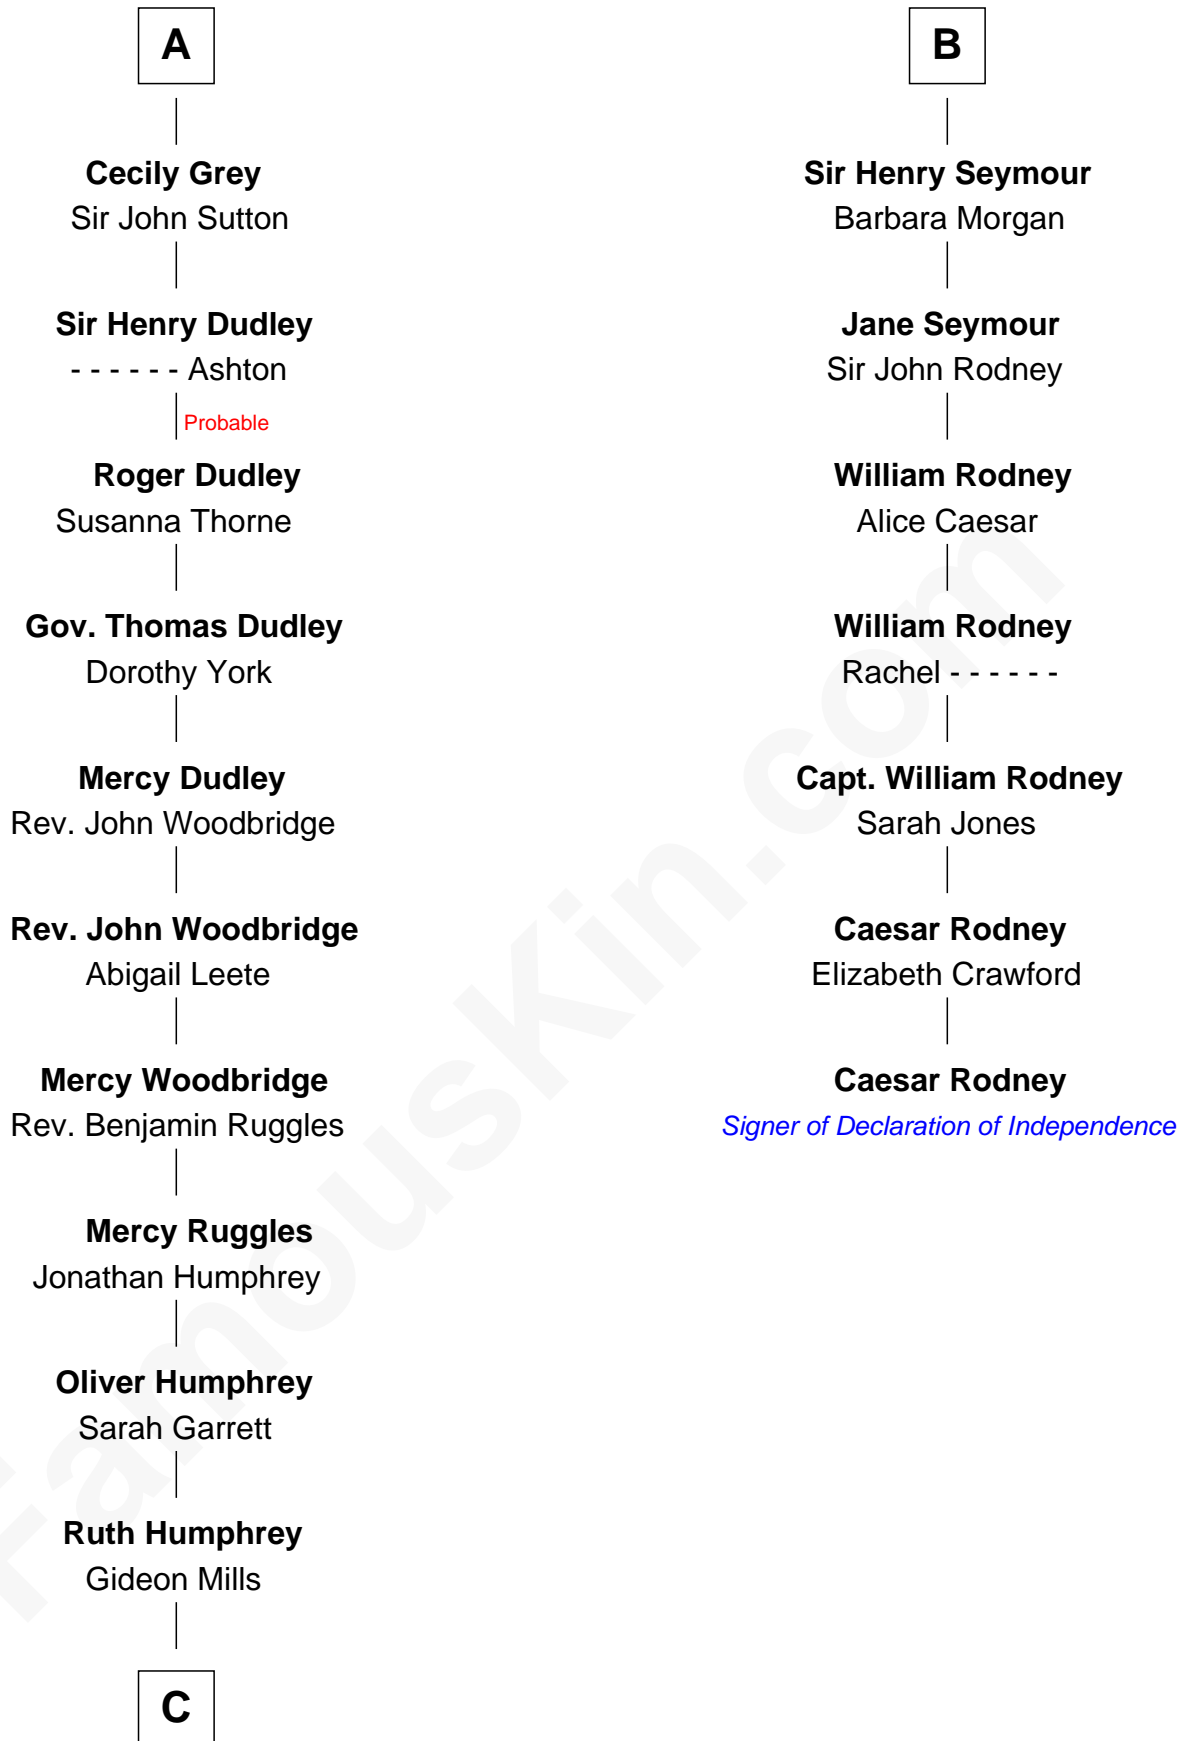 A
Cecily Grey
Sir John Sutton
Sir Henry Dudley
- - - - - - Ashton
Probable
Roger Dudley
Susanna Thorne
Gov. Thomas Dudley
Dorothy York
Mercy Dudley
Rev. John Woodbridge
Rev. John Woodbridge
Abigail Leete
Mercy Woodbridge
Rev. Benjamin Ruggles
Mercy Ruggles
Jonathan Humphrey
Oliver Humphrey
Sarah Garrett
Ruth Humphrey
Gideon Mills
C
B
Sir Henry Seymour
Barbara Morgan
Jane Seymour
Sir John Rodney
William Rodney
Alice Caesar
William Rodney
Rachel - - - - - -
Capt. William Rodney
Sarah Jones
Caesar Rodney
Elizabeth Crawford
Caesar Rodney
Signer of Declaration of Independence
FamousKin.com